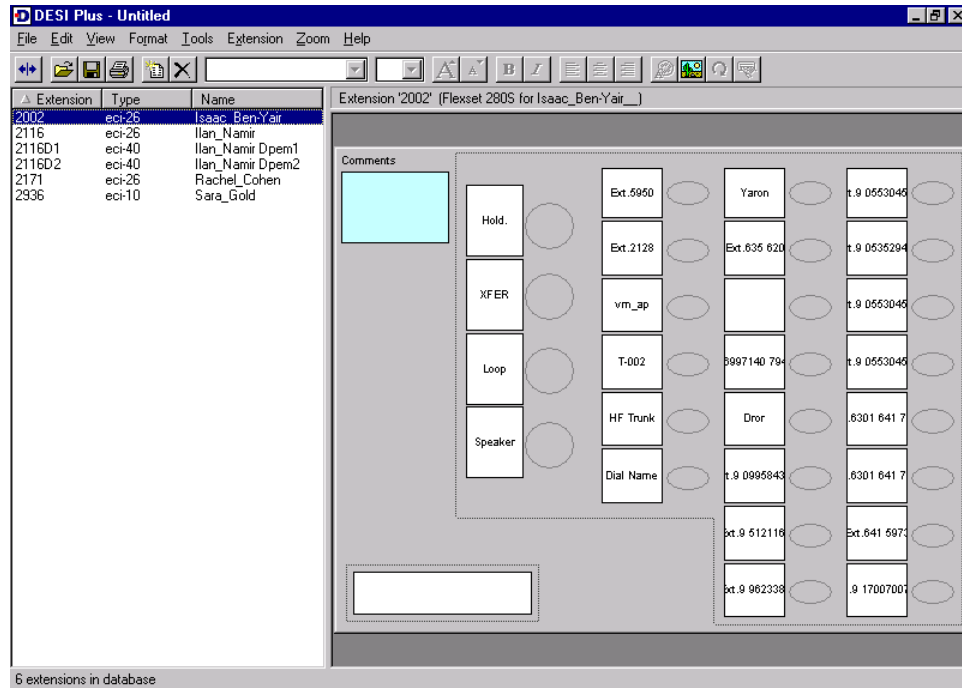 DESI Plus - Untitled
File Edit View Format Tools Extension Zoom Help
B I
Extension Type Name
Extension '2002' (Flexset 280S for Isaac_Ben-Yair__)
2002 eci-26 Isaac_Ben-Yair
2116 eci-26 Ilan_Namir
2116D1 eci-40 Ilan_Namir Dpem1
2116D2 eci-40 Ilan_Namir Dpem2
2171 eci-26 Rachel_Cohen
2936 eci-10 Sara_Gold
Comments
Hold.
XFER
Loop
Speaker
Ext.5950
Ext.2128
vm_ap
T-002
HF Trunk
Dial Name
Yaron
Ext.635 620
6997140 794
Dror
t.9 0995843
Ext.9 512116
Ext.9 962338
t.9 0553045
t.9 0535294
t.9 0553045
t.9 0553045
.6301 641 7
.6301 641 7
Ext.641 5973
.9 17007007
6 extensions in database